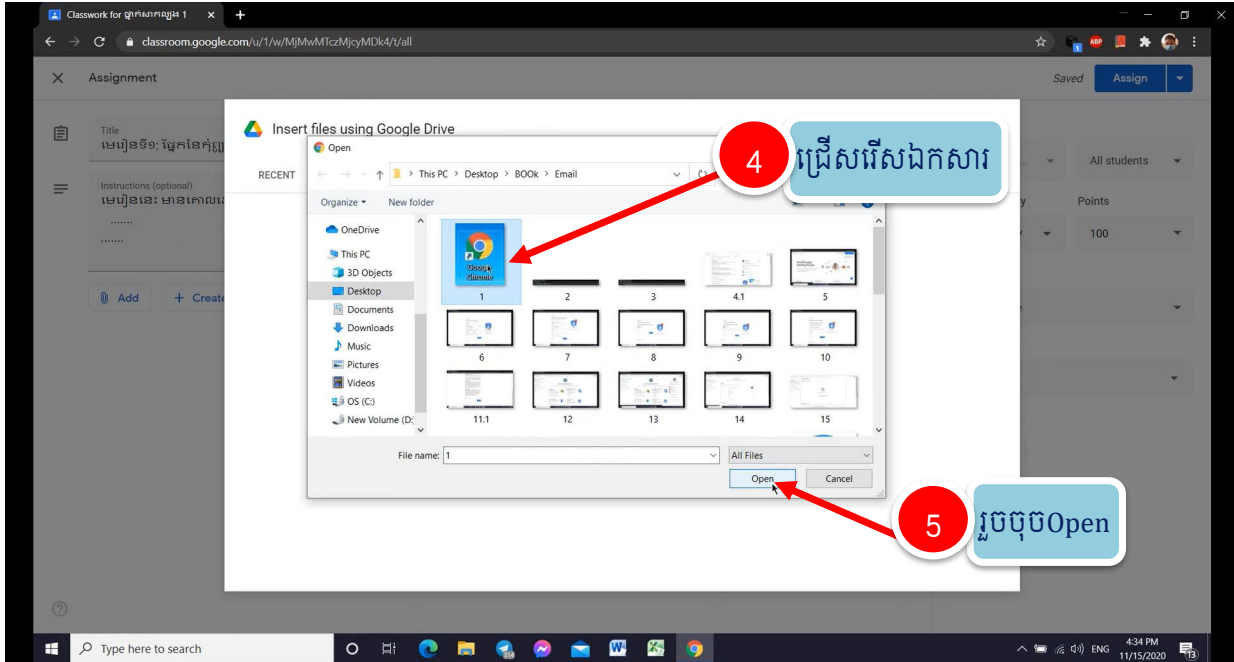 Classwork for ថ្នាក់សាកល្បង 1
classroom.google.com/u/1/w/MjMwMTczMjcyMDk4/t/all
ABP
Assignment
Saved
Assign
Title
មេរៀនទី១: ផ្នែកនៃកុំព្យូ
Insert files using Google Drive
Open
4
ជ្រើសរើសឯកសារ
All students
RECENT
This PC > Desktop > BOOk > Email
Instructions (optional)
មេរៀននេះ មានគោលបំ
.......
.......
Organize
New folder
Points
100
OneDrive
This PC
3D Objects
Desktop
Documents
Downloads
Music
Pictures
Videos
OS (C:)
New Volume (D:
Google Chrome
1 2 3 4.1 5
6 7 8 9 10
11.1 12 13 14 15
Add
+ Create
File name: 1
All Files
Open
Cancel
5
រួចចុចOpen
Type here to search
ENG
4:34 PM
11/15/2020
13